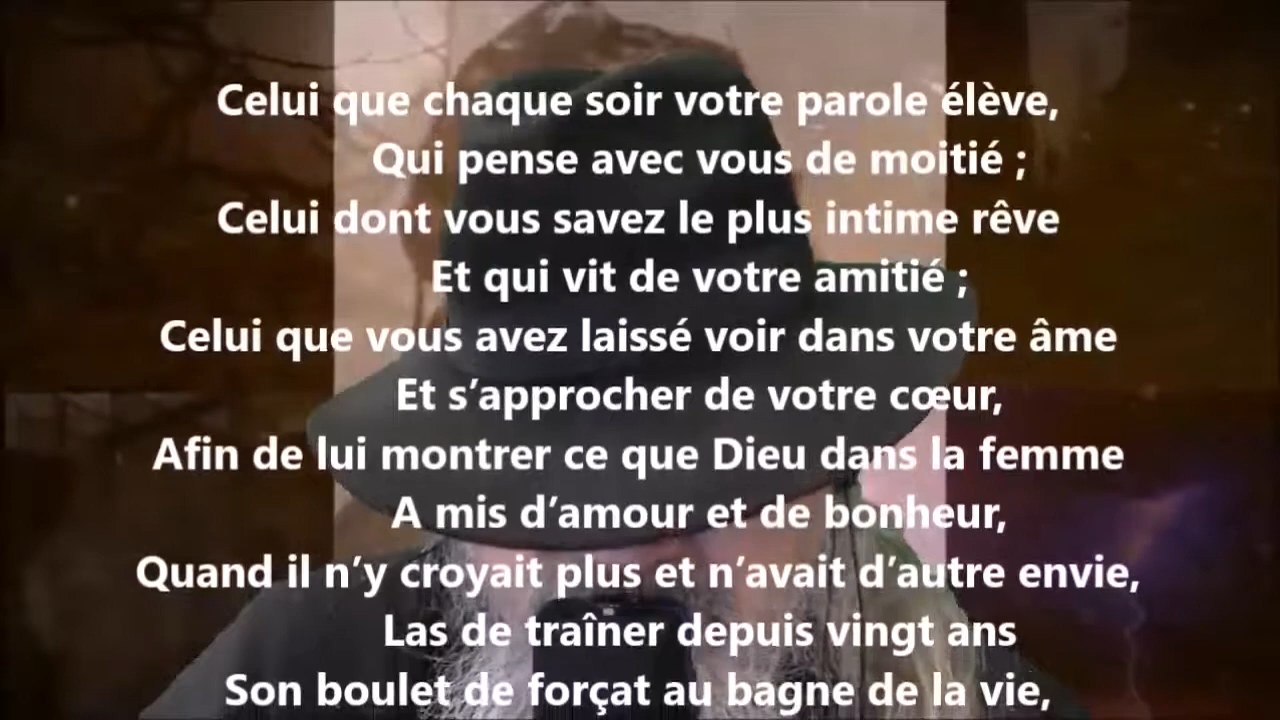 Celui que chaque soir votre parole élève,
Qui pense avec vous de moitié ;
Celui dont vous savez le plus intime rêve
Et qui vit de votre amitié ;
Celui que vous avez laissé voir dans votre âme
Et s’approcher de votre cœur,
Afin de lui montrer ce que Dieu dans la femme
A mis d’amour et de bonheur,
Quand il n’y croyait plus et n’avait d’autre envie,
Las de traîner depuis vingt ans
Son boulet de forçat au bagne de la vie,